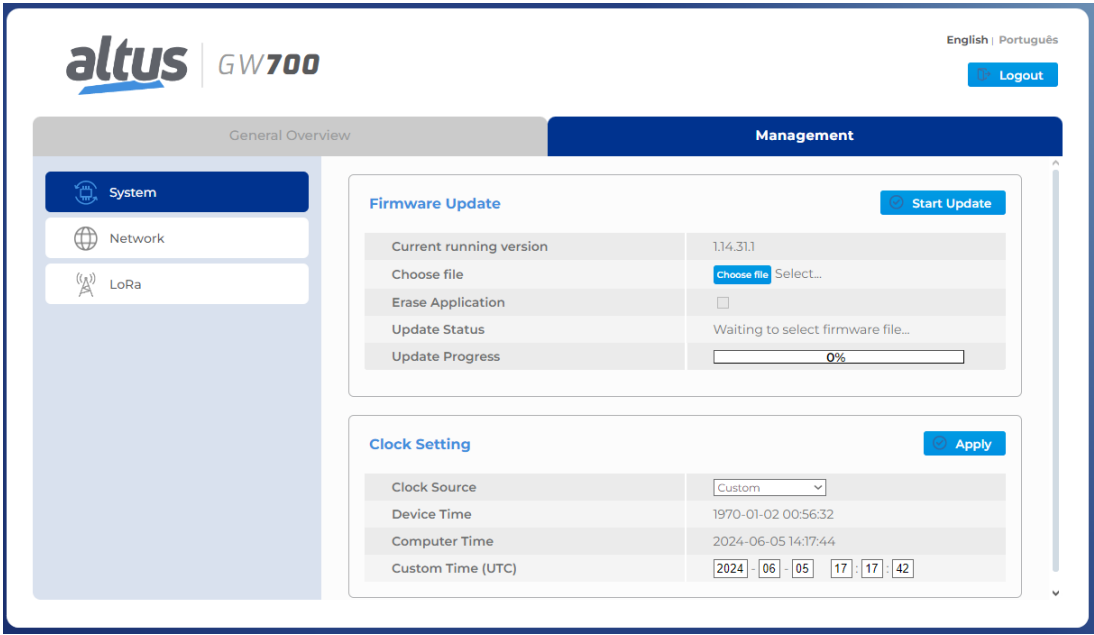 English | Português
altus | GW700
Logout
General Overview
Management
System
Network
LoRa
Firmware Update
Start Update
Current running version 1.14.31.1
Choose file Choose file Select...
Erase Application
Update Status Waiting to select firmware file...
Update Progress 0%
Clock Setting
Apply
Clock Source Custom
Device Time 1970-01-02 00:56:32
Computer Time 2024-06-05 14:17:44
Custom Time (UTC) 2024 - 06 - 05 17 : 17 : 42